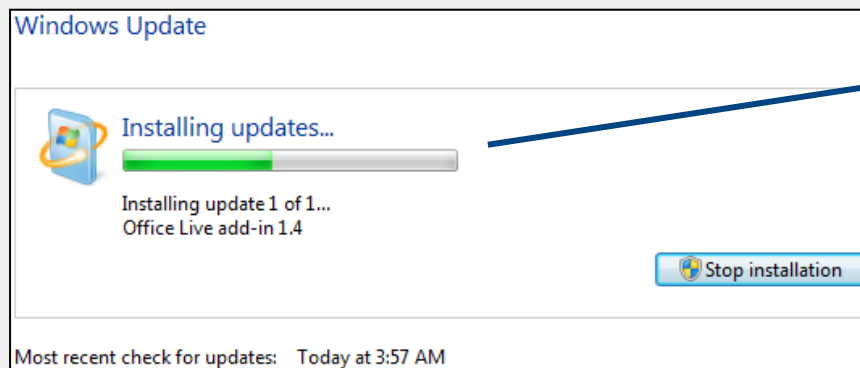 Windows Update
Installing updates...
Installing update 1 of 1...
Office Live add-in 1.4
Stop installation
Most recent check for updates: Today at 3:57 AM